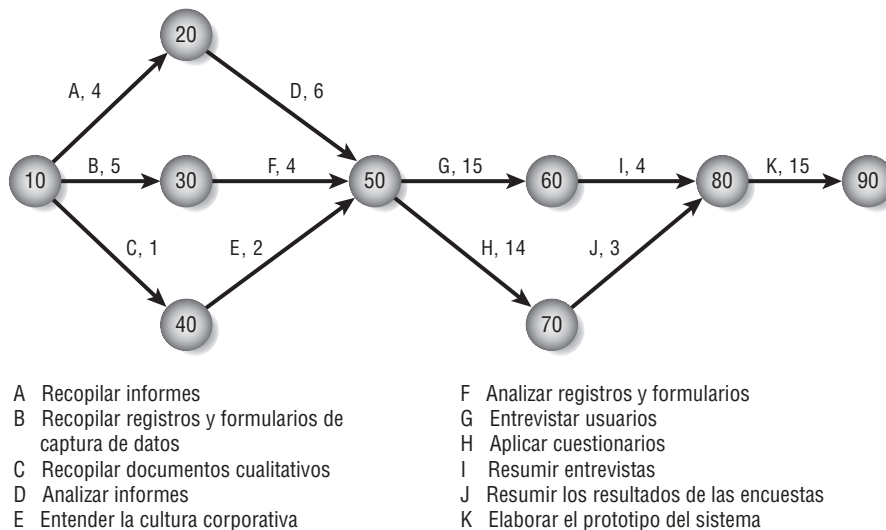 20
A, 4
D, 6
10
B, 5
30
F, 4
50
G, 15
60
I, 4
80
K, 15
90
C, 1
E, 2
H, 14
J, 3
40
70
A Recopilar informes
B Recopilar registros y formularios de
captura de datos
C Recopilar documentos cualitativos
D Analizar informes
E Entender la cultura corporativa
F Analizar registros y formularios
G Entrevistar usuarios
H Aplicar cuestionarios
I Resumir entrevistas
J Resumir los resultados de las encuestas
K Elaborar el prototipo del sistema